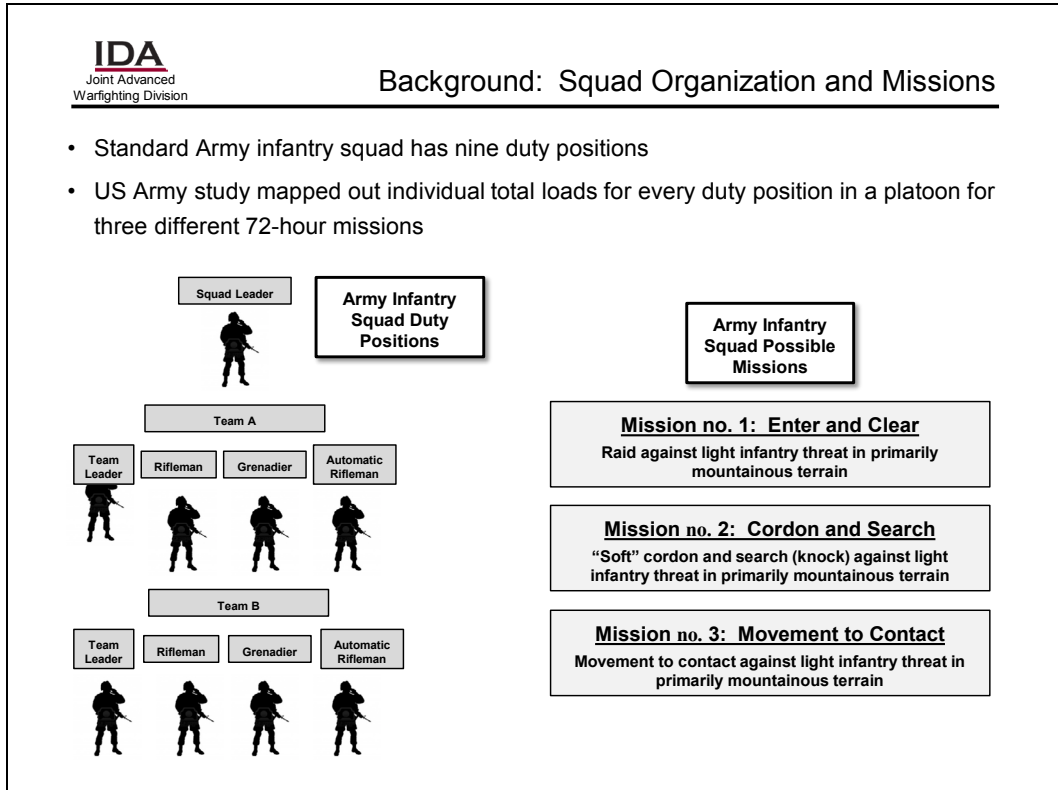 IDA
Joint Advanced
Warfighting Division
Background: Squad Organization and Missions
• Standard Army infantry squad has nine duty positions
• US Army study mapped out individual total loads for every duty position in a platoon for
three different 72-hour missions
Squad Leader
Army Infantry
Squad Duty
Positions
Team A
Team
Leader
Rifleman
Grenadier
Automatic
Rifleman
Team B
Team
Leader
Rifleman
Grenadier
Automatic
Rifleman
Army Infantry
Squad Possible
Missions
Mission no. 1: Enter and Clear
Raid against light infantry threat in primarily
mountainous terrain
Mission no. 2: Cordon and Search
“Soft” cordon and search (knock) against light
infantry threat in primarily mountainous terrain
Mission no. 3: Movement to Contact
Movement to contact against light infantry threat in
primarily mountainous terrain